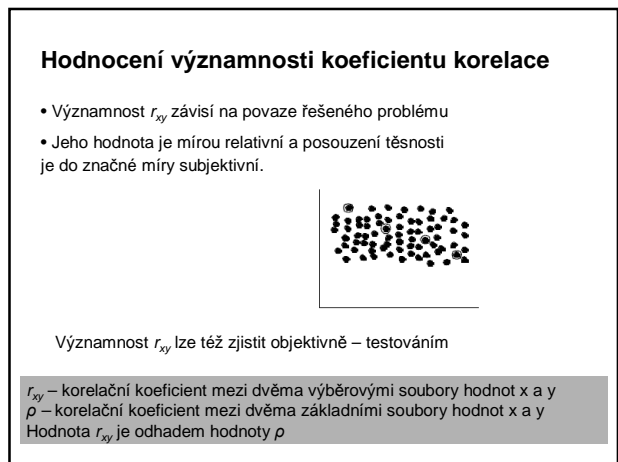 Hodnocení významnosti koeficientu korelace
• Významnost rxy závisí na povaze řešeného problému
• Jeho hodnota je mírou relativní a posouzení těsnosti
je do značné míry subjektivní.
Významnost rxy lze též zjistit objektivně – testováním
rxy – korelační koeficient mezi dvěma výběrovými soubory hodnot x a y
ρ – korelační koeficient mezi dvěma základními soubory hodnot x a y
Hodnota rxy je odhadem hodnoty ρ